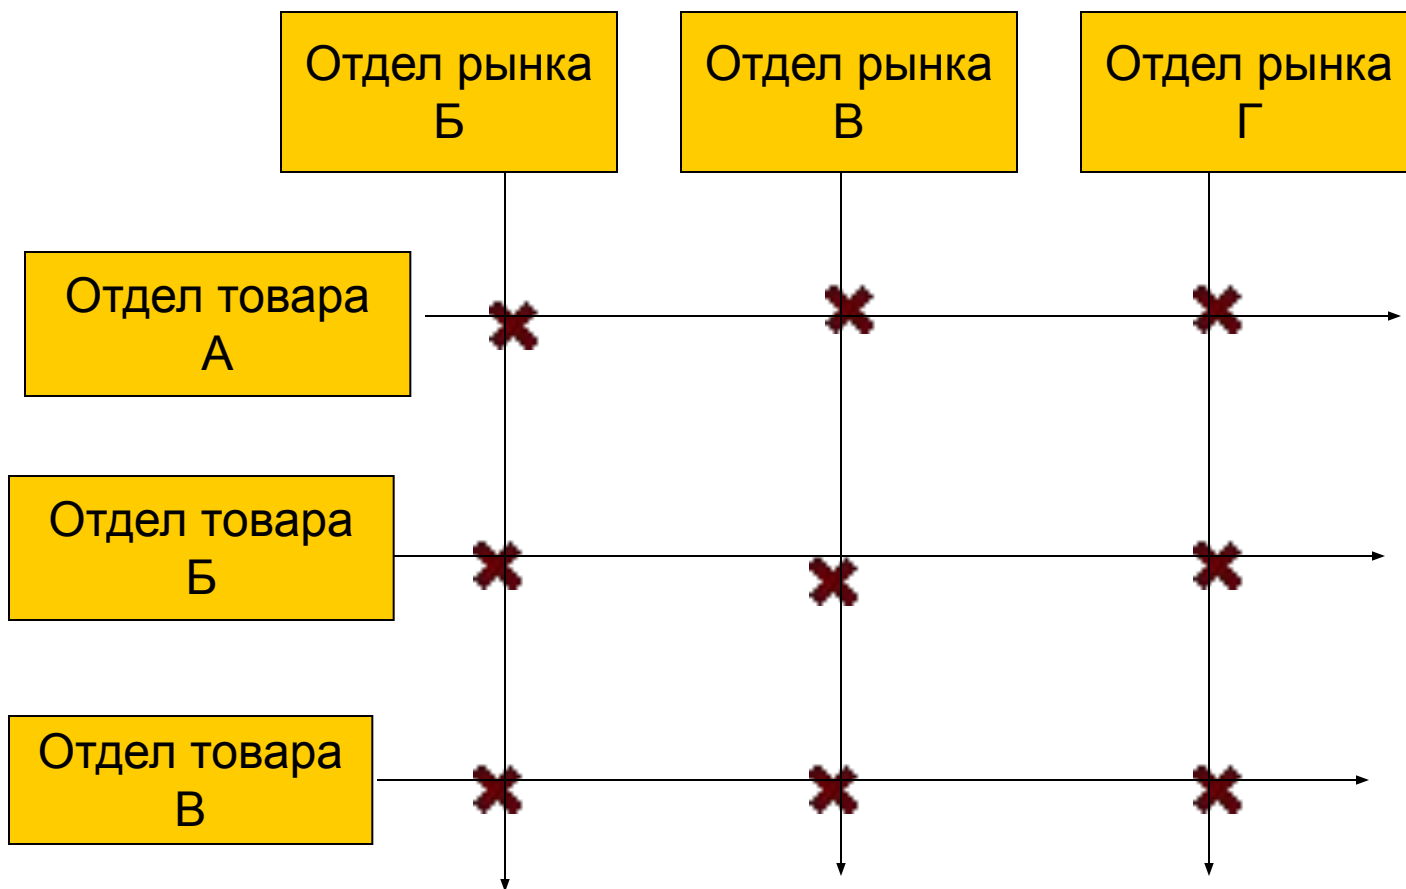 Отдел рынка
Б
Отдел рынка
В
Отдел рынка
Г
Отдел товара
А
Отдел товара
Б
Отдел товара
В